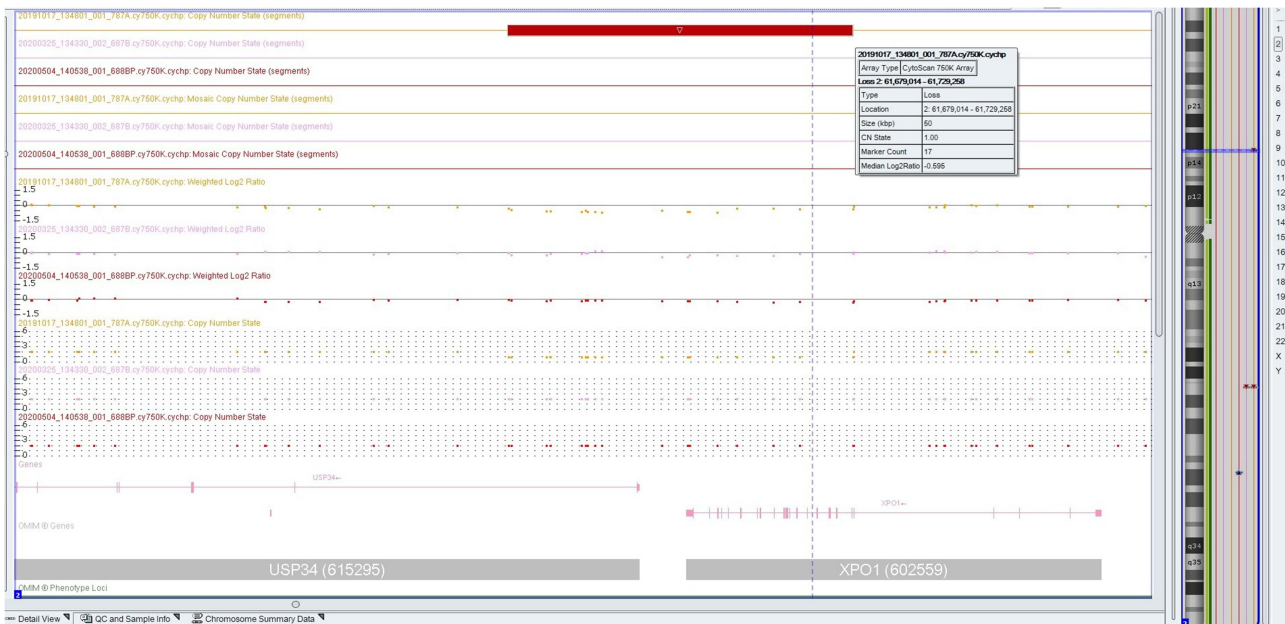 20191017_134801_001_787A.cy750K.cychp: Copy Number State (segments)
20200325_134330_002_687B.cy750K.cychp: Copy Number State (segments)
20200504_140538_001_688BP.cy750K.cychp: Copy Number State (segments)
20191017_134801_001_787A.cy750K.cychp: Mosaic Copy Number State (segments)
20200325_134330_002_687B.cy750K.cychp: Mosaic Copy Number State (segments)
20200504_140538_001_688BP.cy750K.cychp: Mosaic Copy Number State (segments)
20191017_134801_001_787A.cy750K.cychp
Array Type CytoScan 750K Array
Loss 2: 61,679,014 - 61,729,258
Type Loss
Location 2: 61,679,014 - 61,729,258
Size (kbp) 50
CN State 1.00
Marker Count 17
Median Log2Ratio -0.595
20191017_134801_001_787A.cy750K.cychp: Weighted Log2 Ratio
1.5
0
-1.5
20200325_134330_002_687B.cy750K.cychp: Weighted Log2 Ratio
1.5
0
-1.5
20200504_140538_001_688BP.cy750K.cychp: Weighted Log2 Ratio
1.5
0
-1.5
20191017_134801_001_787A.cy750K.cychp: Copy Number State
6
3
0
20200325_134330_002_687B.cy750K.cychp: Copy Number State
6
3
0
20200504_140538_001_688BP.cy750K.cychp: Copy Number State
6
3
0
Genes
USP34←
XPO1←
OMIM ® Genes
USP34 (615295)
XPO1 (602559)
OMIM ® Phenotype Loci
2
Detail View
QC and Sample Info
Chromosome Summary Data
p21
p14
p12
q13
q34
q35
2
1
2
3
4
5
6
7
8
9
10
11
12
13
14
15
16
17
18
19
20
21
22
X
Y